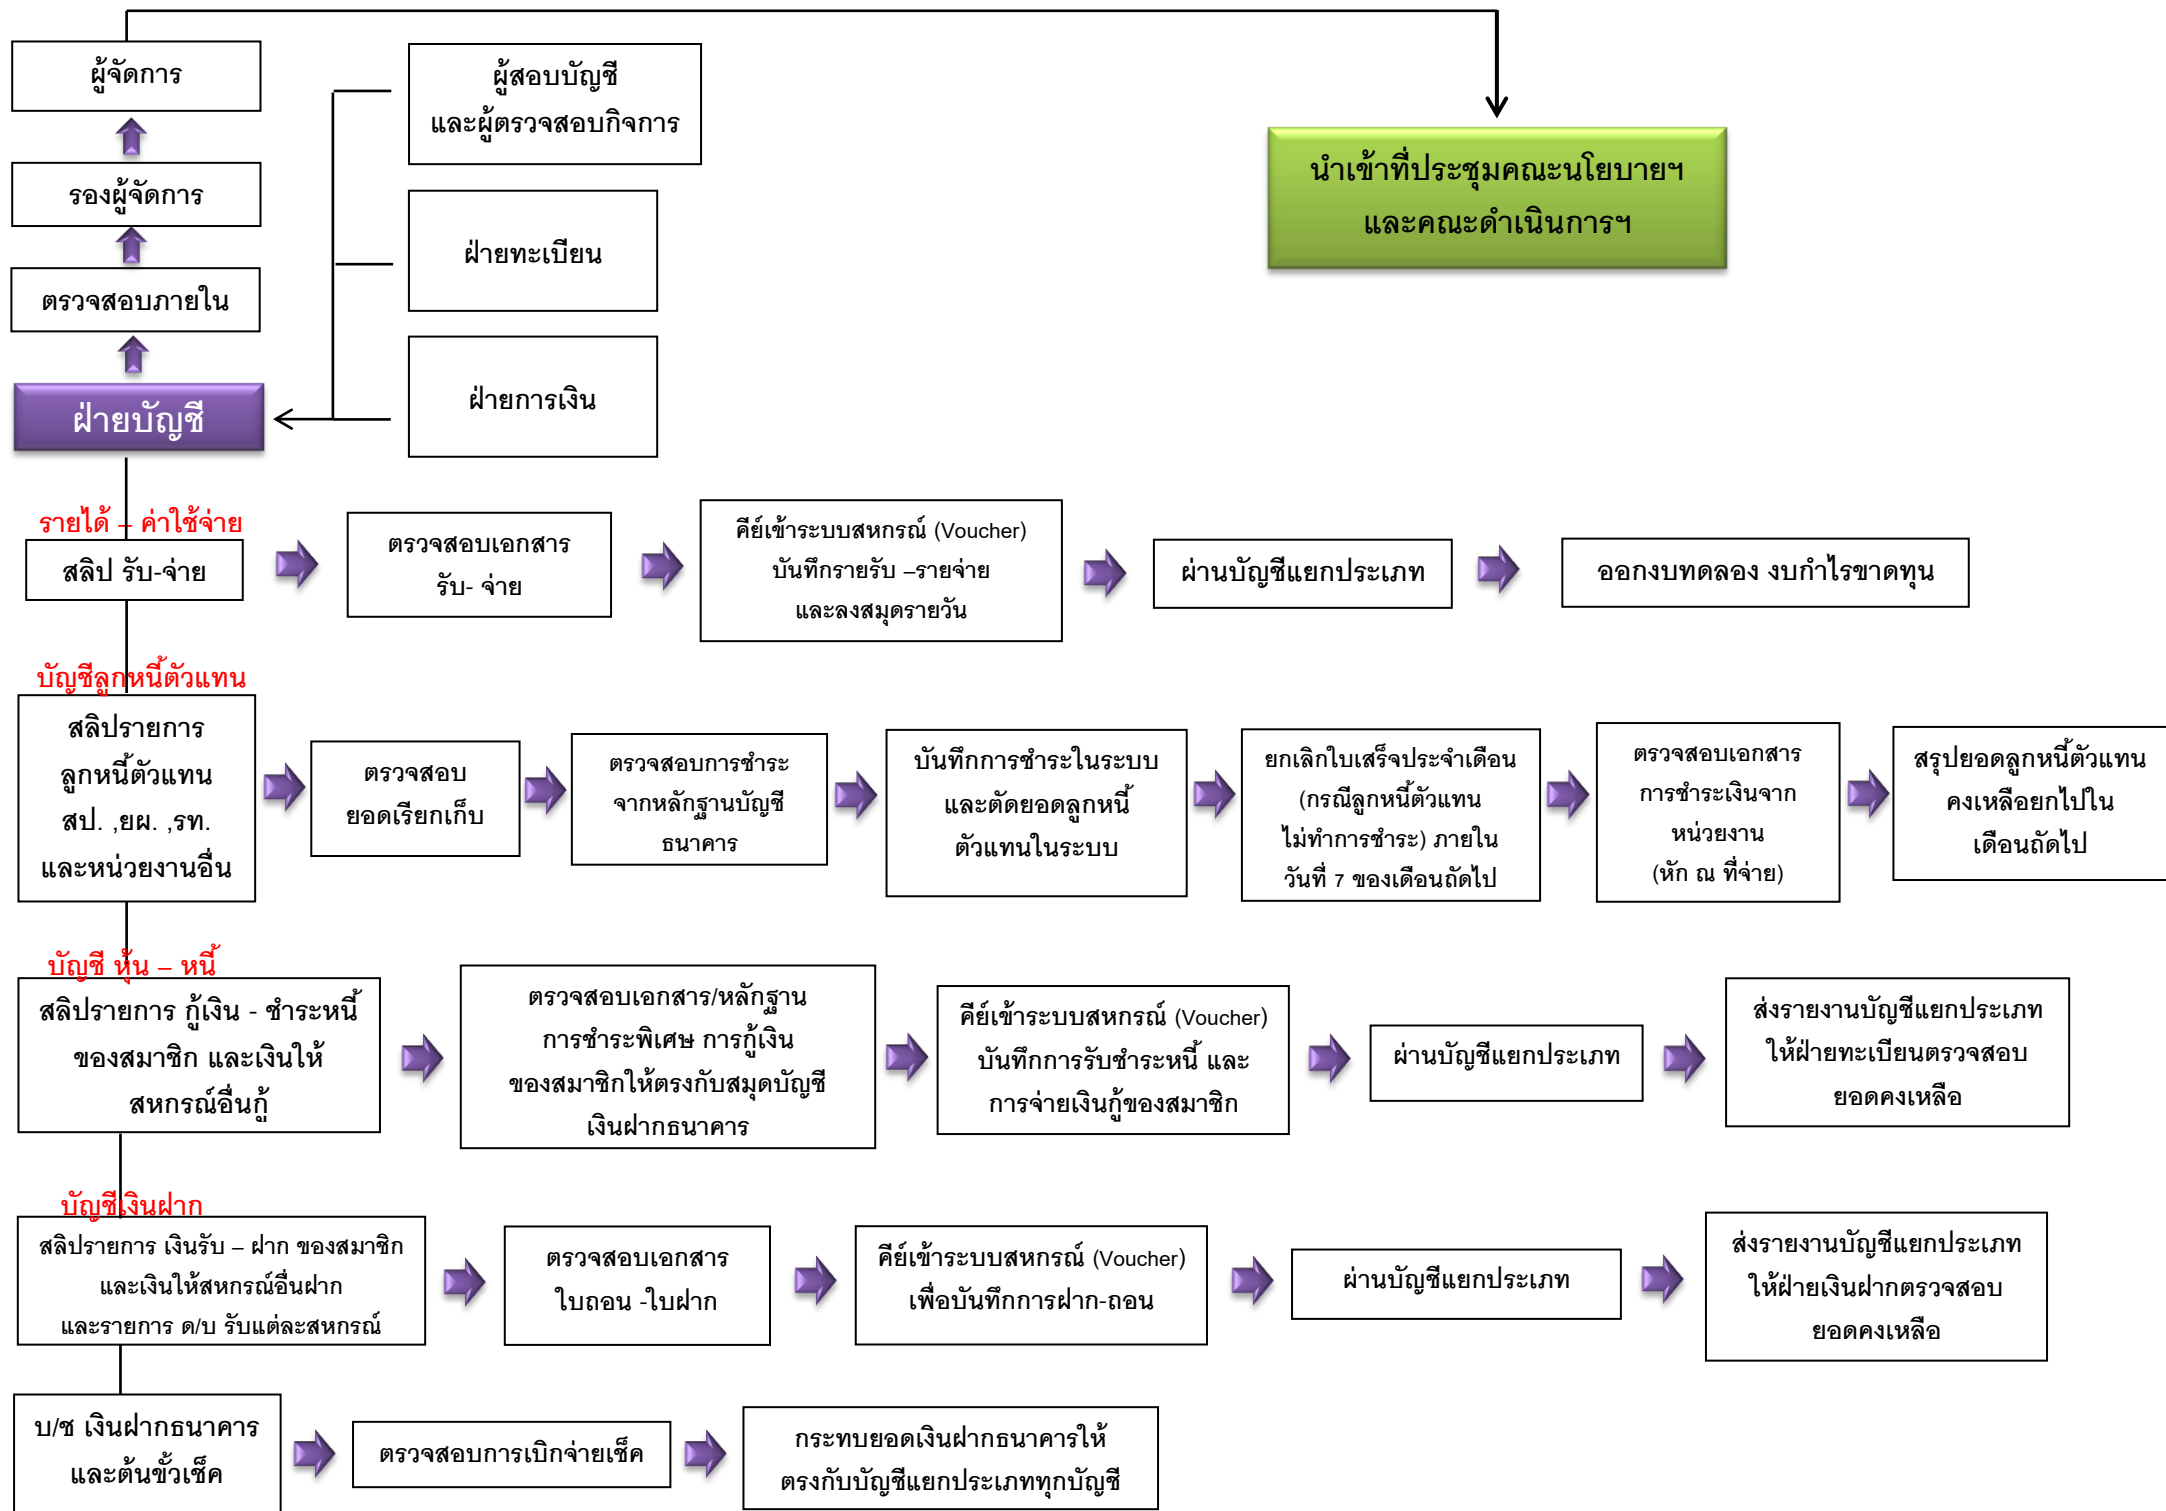 ผู้จัดการ
ผู้สอบบัญชี
และผู้ตรวจสอบกิจการ
นำเข้าที่ประชุมคณะนโยบายฯ
และคณะดำเนินการฯ
รองผู้จัดการ
ฝ่ายทะเบียน
ตรวจสอบภายใน
ฝ่ายการเงิน
ฝ่ายบัญชี
รายได้ – ค่าใช้จ่าย
สลิป รับ-จ่าย
ตรวจสอบเอกสาร
รับ- จ่าย
คีย์เข้าระบบสหกรณ์ (Voucher)
บันทึกรายรับ –รายจ่าย
และลงสมุดรายวัน
ผ่านบัญชีแยกประเภท
ออกงบทดลอง งบกำไรขาดทุน
บัญชีลูกหนี้ตัวแทน
สลิปรายการ
ลูกหนี้ตัวแทน
สป. ,ยผ. ,รท.
และหน่วยงานอื่น
ตรวจสอบ
ยอดเรียกเก็บ
ตรวจสอบการชำระ
จากหลักฐานบัญชี
ธนาคาร
บันทึกการชำระในระบบ
และตัดยอดลูกหนี้
ตัวแทนในระบบ
ยกเลิกใบเสร็จประจำเดือน
(กรณีลูกหนี้ตัวแทน
ไม่ทำการชำระ) ภายใน
วันที่ 7 ของเดือนถัดไป
ตรวจสอบเอกสาร
การชำระเงินจาก
หน่วยงาน
(หัก ณ ที่จ่าย)
สรุปยอดลูกหนี้ตัวแทน
คงเหลือยกไปใน
เดือนถัดไป
บัญชี หุ้น – หนี้
สลิปรายการ กู้เงิน - ชำระหนี้
ของสมาชิก และเงินให้
สหกรณ์อื่นกู้
ตรวจสอบเอกสาร/หลักฐาน
การชำระพิเศษ การกู้เงิน
ของสมาชิกให้ตรงกับสมุดบัญชี
เงินฝากธนาคาร
คีย์เข้าระบบสหกรณ์ (Voucher)
บันทึกการรับชำระหนี้ และ
การจ่ายเงินกู้ของสมาชิก
ผ่านบัญชีแยกประเภท
ส่งรายงานบัญชีแยกประเภท
ให้ฝ่ายทะเบียนตรวจสอบ
ยอดคงเหลือ
บัญชีเงินฝาก
สลิปรายการ เงินรับ – ฝาก ของสมาชิก
และเงินให้สหกรณ์อื่นฝาก
และรายการ ด/บ รับแต่ละสหกรณ์
ตรวจสอบเอกสาร
ใบถอน -ใบฝาก
คีย์เข้าระบบสหกรณ์ (Voucher)
เพื่อบันทึกการฝาก-ถอน
ผ่านบัญชีแยกประเภท
ส่งรายงานบัญชีแยกประเภท
ให้ฝ่ายเงินฝากตรวจสอบ
ยอดคงเหลือ
บ/ช เงินฝากธนาคาร
และต้นขั้วเช็ค
ตรวจสอบการเบิกจ่ายเช็ค
กระทบยอดเงินฝากธนาคารให้
ตรงกับบัญชีแยกประเภททุกบัญชี